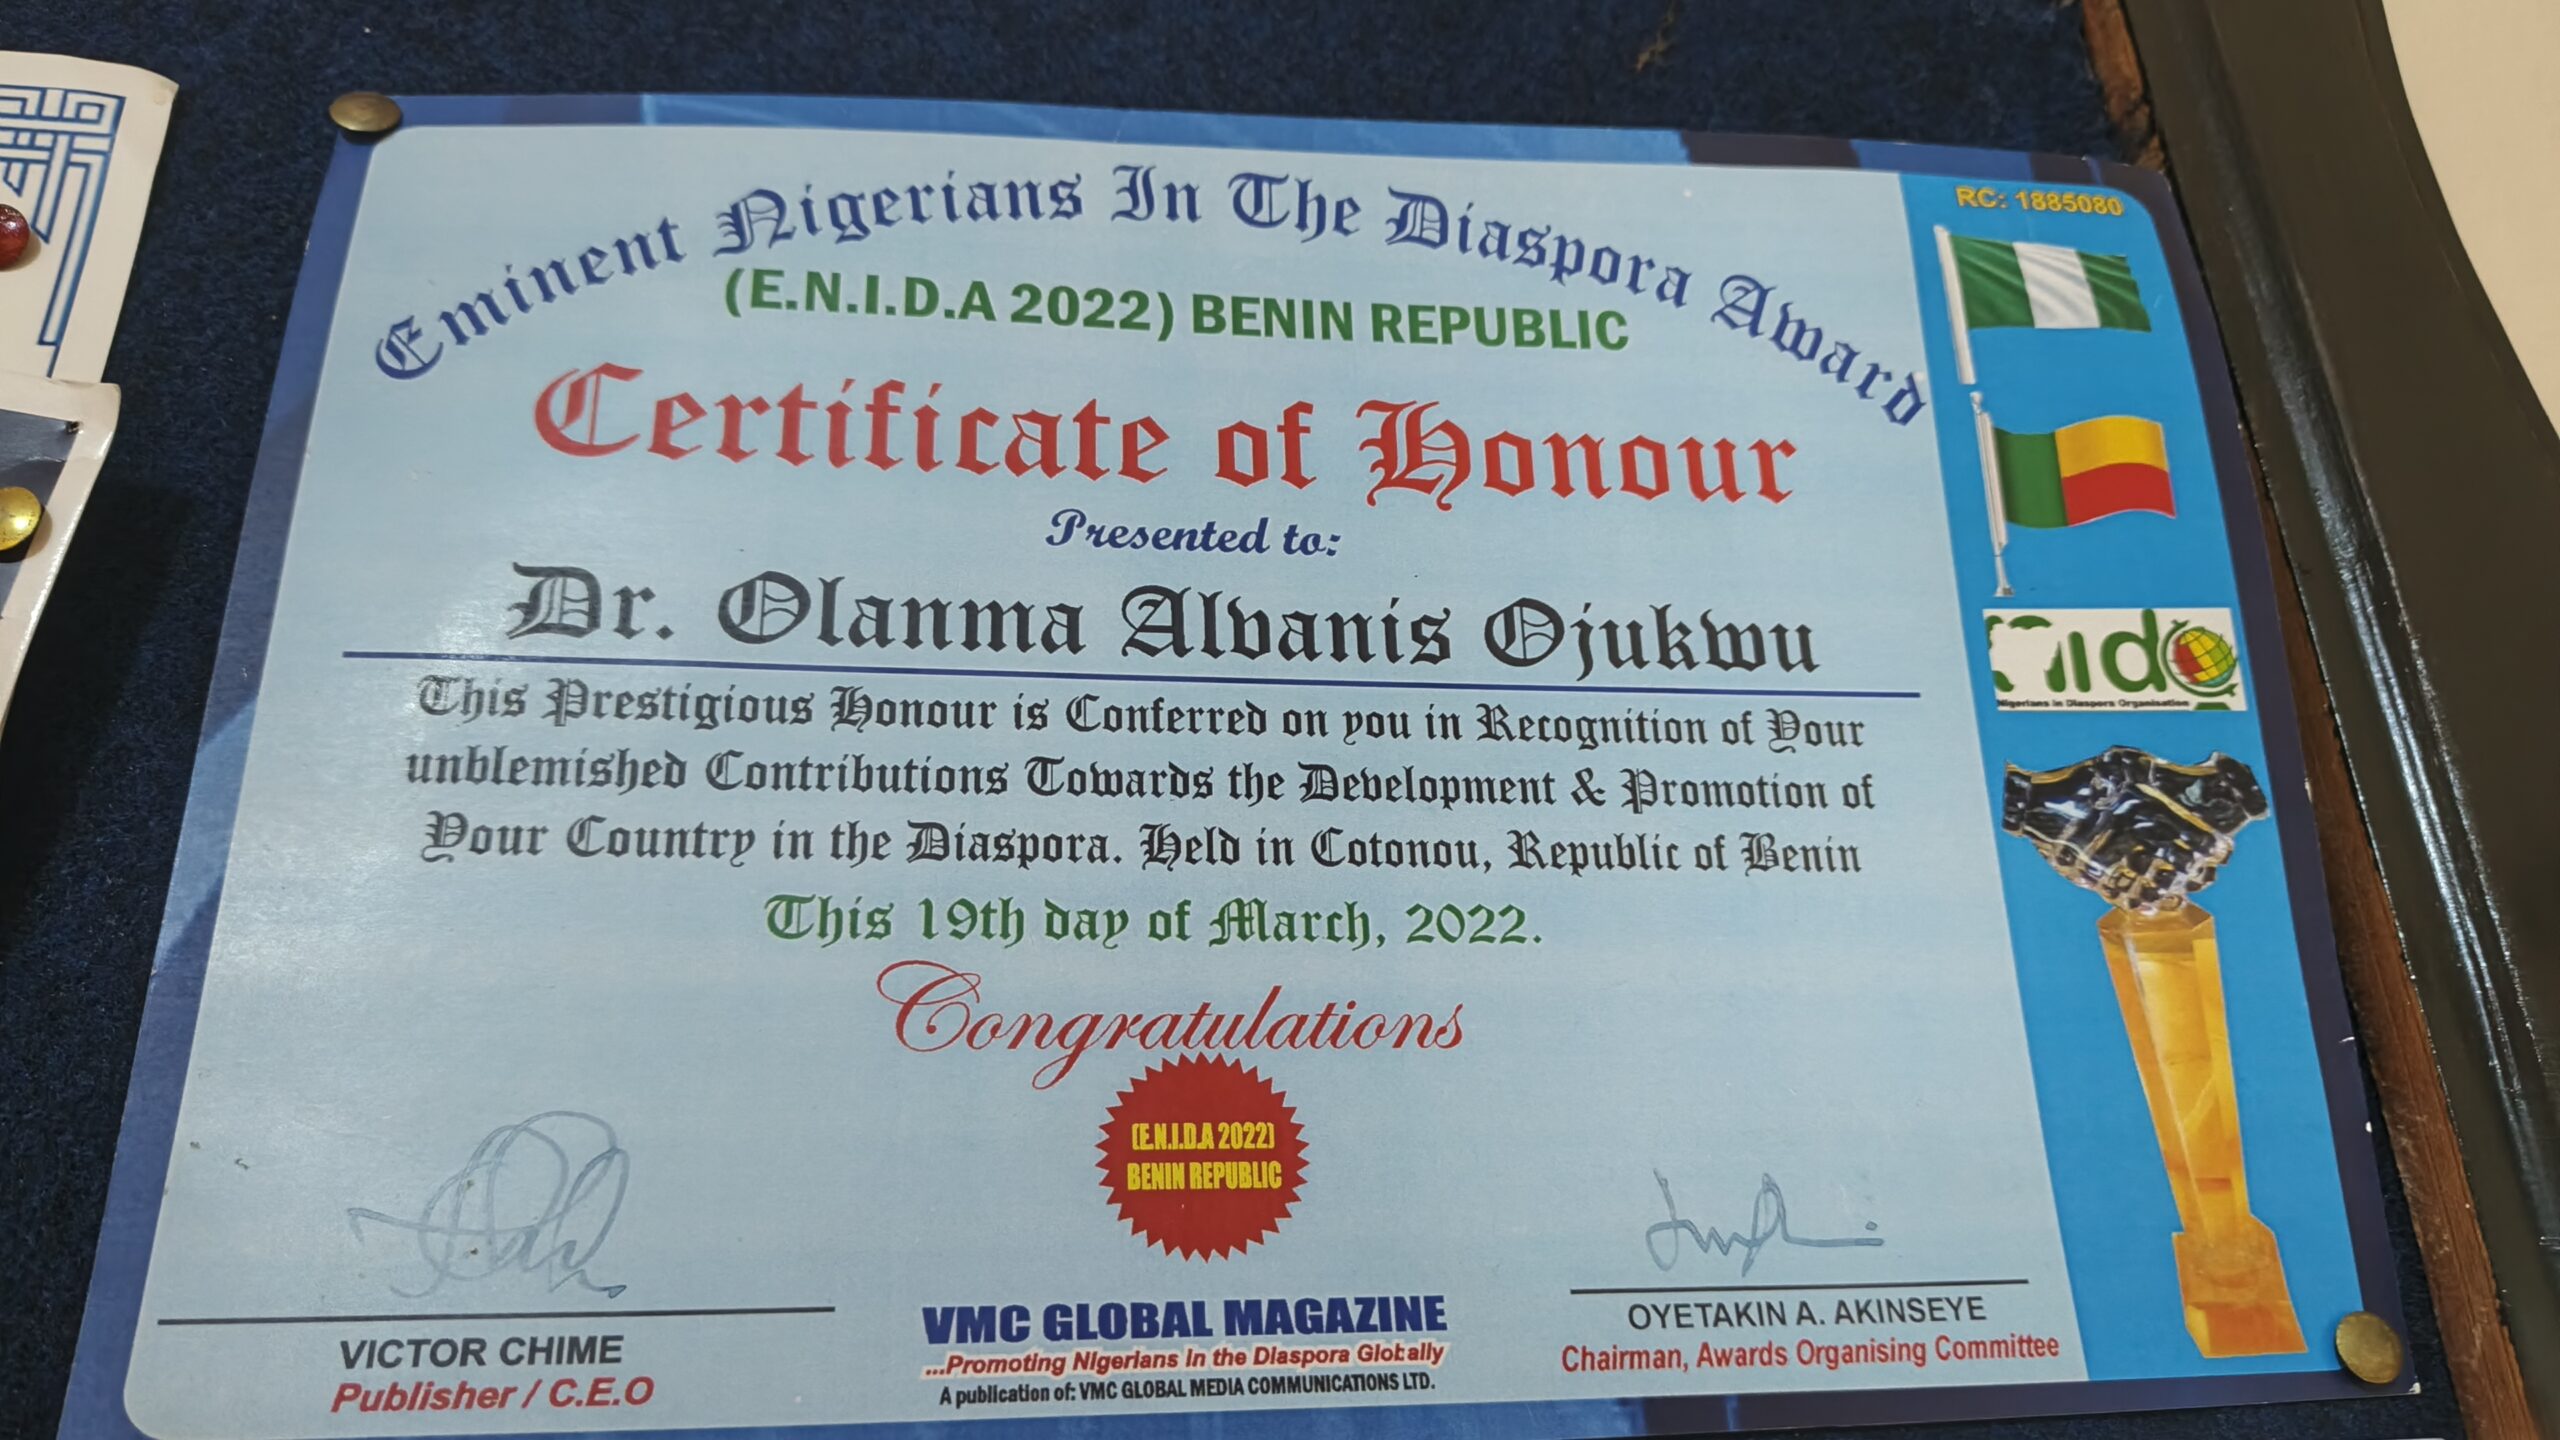 Eminent Nigerians In The Diaspora Award
(E.N.I.D.A 2022) BENIN REPUBLIC
Certificate of Honour
Presented to:
Dr. Olanma Alvanis Ojukwu
This Prestigious Honour is Conferred on you in Recognition of Your
unblemished Contributions Towards the Development & Promotion of
Your Country in the Diaspora. Held in Cotonou, Republic of Benin
This 19th day of March, 2022.
Congratulations
(E.N.I.D.A 2022)
BENIN REPUBLIC
VICTOR CHIME
Publisher / C.E.O
VMC GLOBAL MAGAZINE
...Promoting Nigerians in the Diaspora Globally
A publication of: VMC GLOBAL MEDIA COMMUNICATIONS LTD.
OYETAKIN A. AKINSEYE
Chairman, Awards Organising Committee
RC: 1885080
Nigerians in Diaspora Organisation